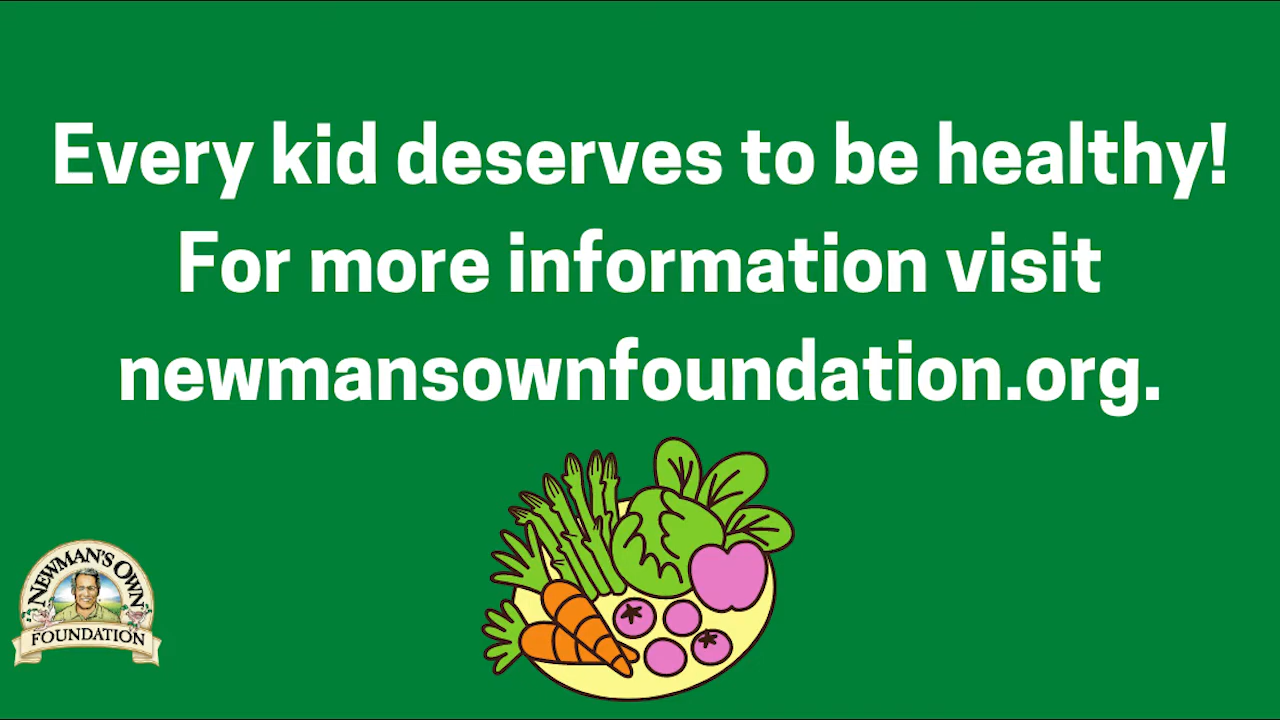 Every kid deserves to be healthy!
For more information visit
newmansownfoundation.org.
NEWMAN'S OWN
FOUNDATION